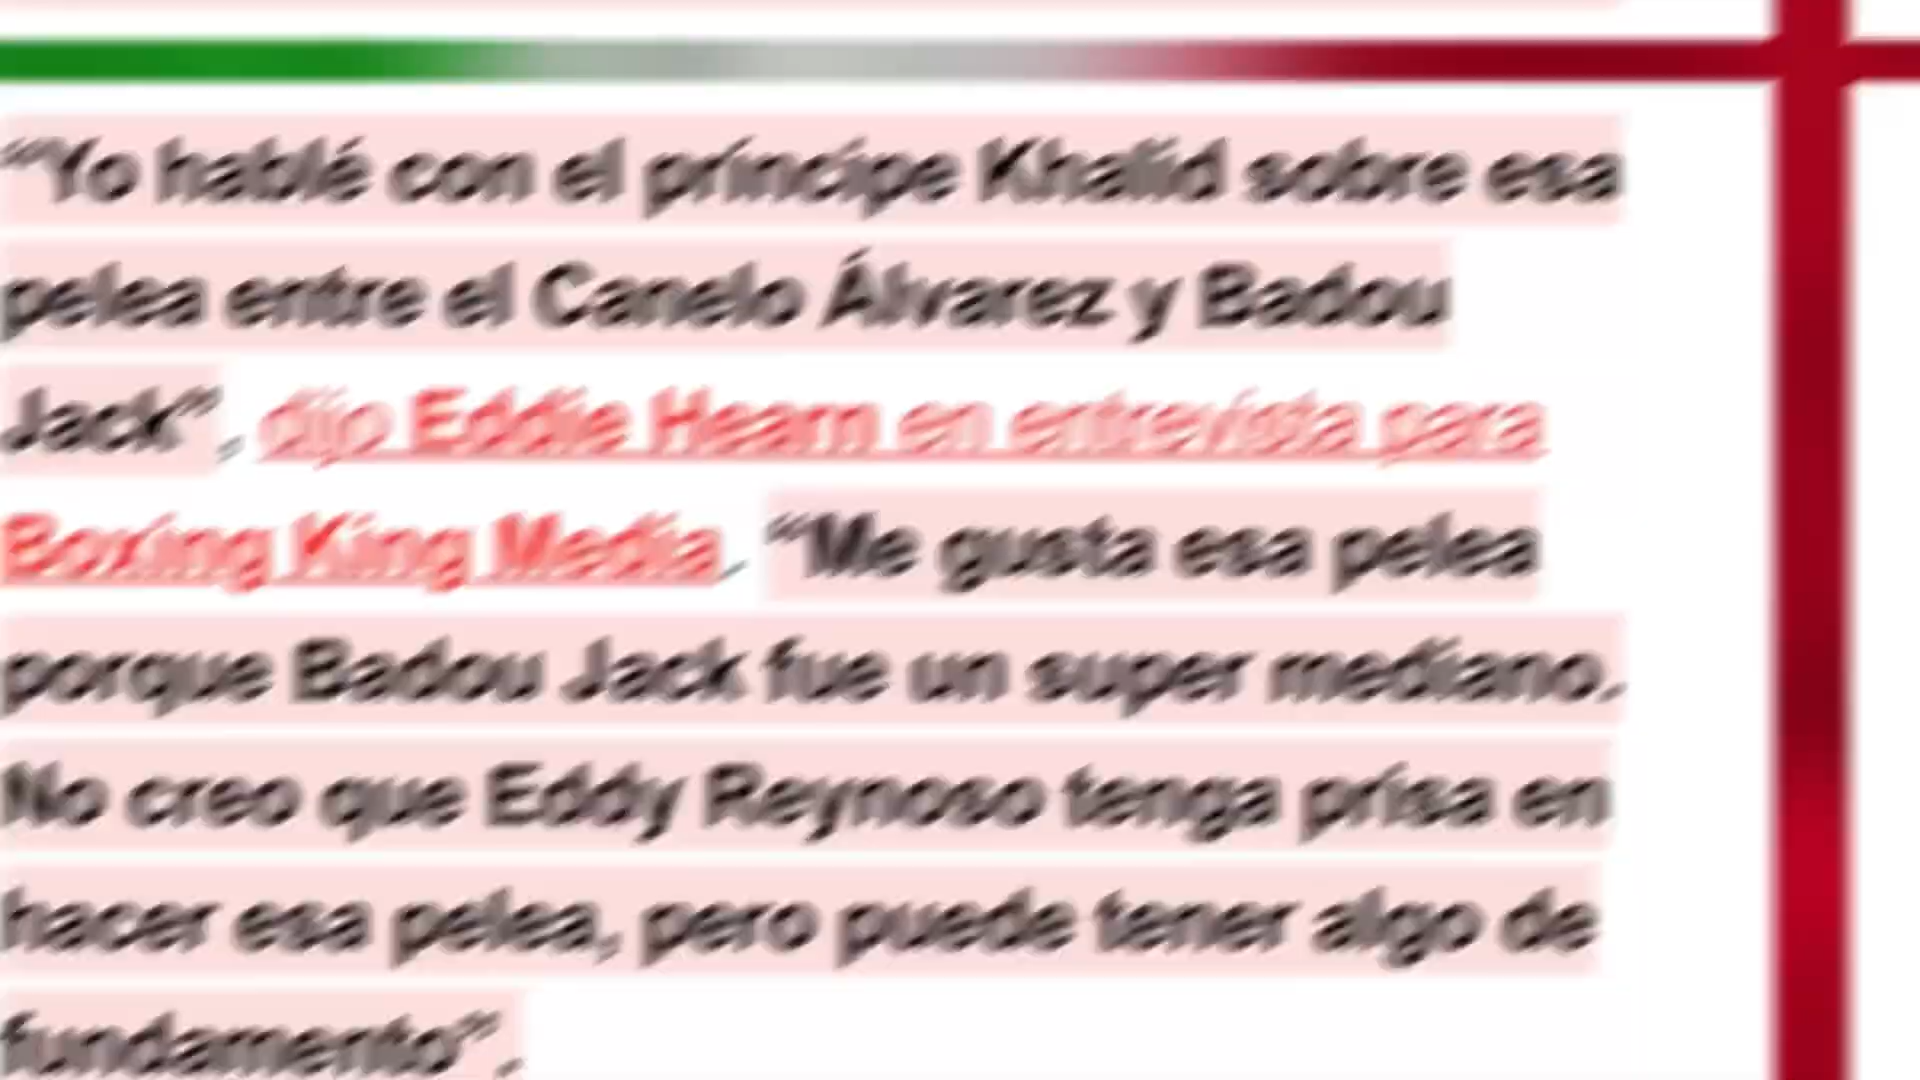 “Yo hablé con el príncipe Khalid sobre esa
pelea entre el Canelo Álvarez y Badou
Jack”, dijo Eddie Hearn en entrevista para
Boxing King Media. “Me gusta esa pelea
porque Badou Jack fue un super mediano.
No creo que Eddy Reynoso tenga prisa en
hacer esa pelea, pero puede tener algo de
fundamento”.